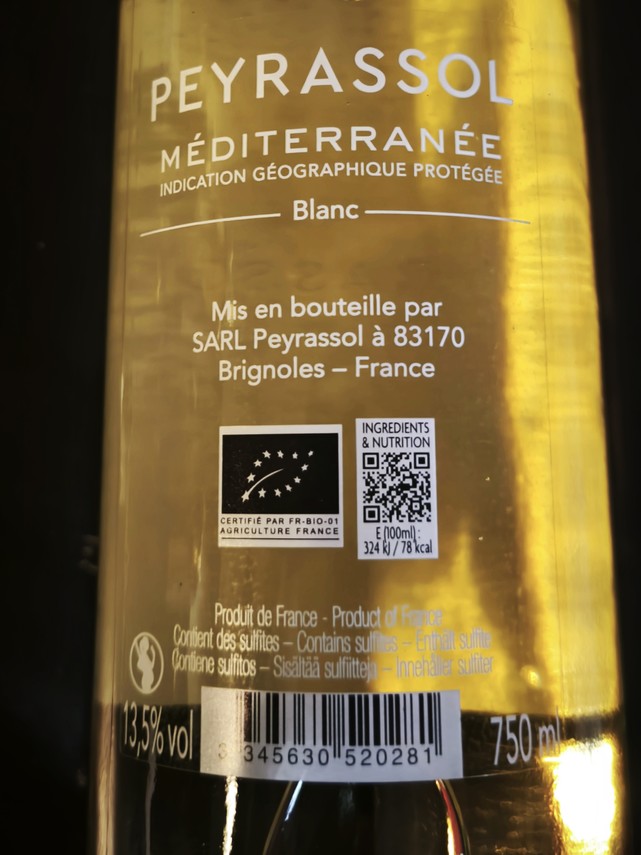 PEYRASSOL
MÉDITERRANÉE
INDICATION GÉOGRAPHIQUE PROTÉGÉE
Blanc
Mis en bouteille par
SARL Peyrassol à 83170
Brignoles – France
INGREDIENTS
& NUTRITION
CERTIFIÉ PAR FR-BIO-01
AGRICULTURE FRANCE
E (100ml) :
324 kJ / 78 kcal
Produit de France - Product of France
Contient des sulfites – Contains sulfites – Enthält sulfite
Contiene sulfitos – Sisältää sulfiitteja – Innehåller sulfiter
13,5% vol
3 345630 520281
750 ml